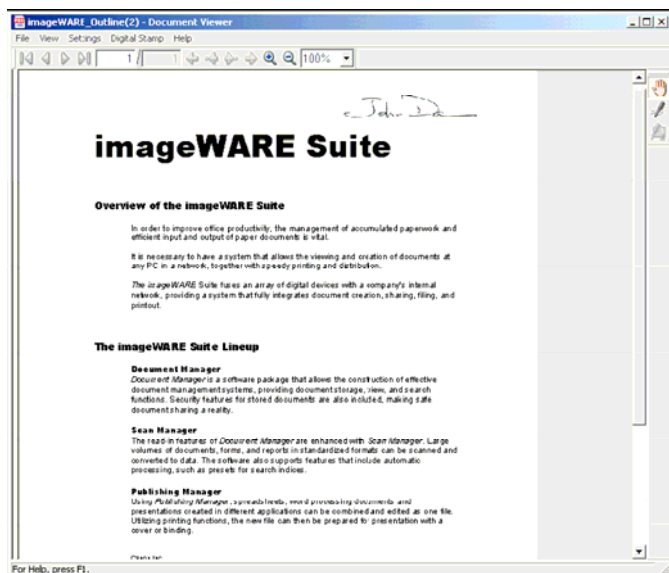 imageWARE_Outline(2) - Document Viewer
File View Settings Digital Stamp Help
1 / 1 100%
John Do
imageWARE Suite
Overview of the imageWARE Suite
In order to improve office productivity, the management of accumulated paperwork and
efficient input and output of paper documents is vital.
It is necessary to have a system that allows the viewing and creation of documents at
any PC in a network, together with speedy printing and distribution.
The imageWARE Suite fuses an array of digital devices with a company's internal
network, providing a system that fully integrates document creation, sharing, filing, and
printout.
The imageWARE Suite Lineup
Document Manager
Document Manager is a software package that allows the construction of effective
document management systems, providing document storage, view, and search
functions. Security features for stored documents are also included, making safe
document sharing a reality.
Scan Manager
The read-in features of Document Manager are enhanced with Scan Manager. Large
volumes of documents, forms, and reports in standardized formats can be scanned and
converted to data. The software also supports features that include automatic
processing, such as presets for search indices.
Publishing Manager
Using Publishing Manager, spreadsheets, word processing documents and
presentations created in different applications can be combined and edited as one file.
Utilizing printing functions, the new file can then be prepared for presentation with a
cover or binding.
For Help, press F1.